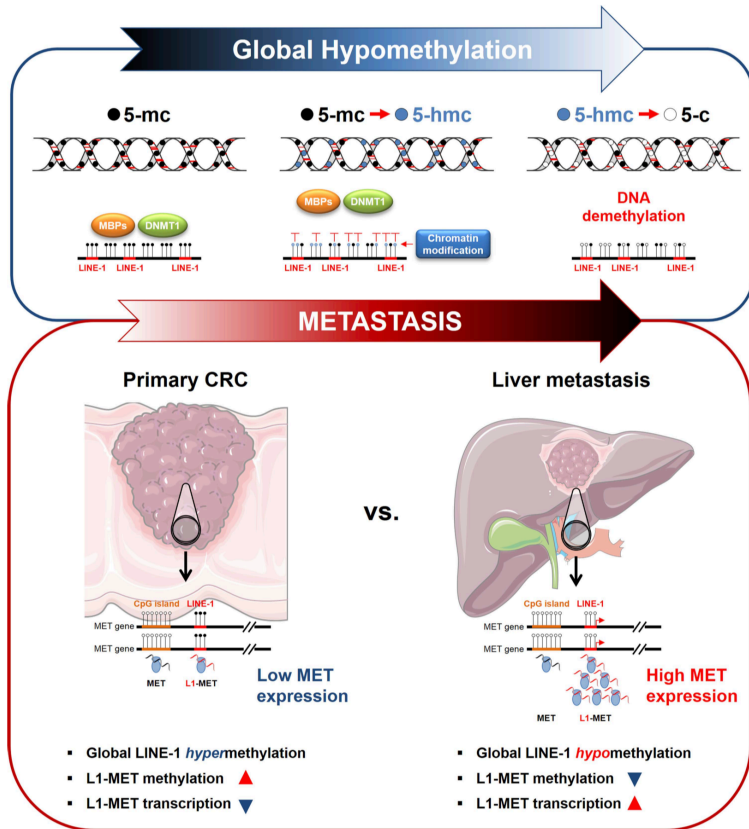 Global Hypomethylation
5-mc
5-mc 5-hmc
5-hmc 5-c
MBPs DNMT1
LINE-1 LINE-1 LINE-1
MBPs DNMT1
Chromatin
modification
LINE-1 LINE-1 LINE-1
DNA
demethylation
LINE-1 LINE-1 LINE-1
METASTASIS
Primary CRC
Liver metastasis
vs.
CpG island LINE-1
MET gene
MET gene
MET L1-MET
Low MET
expression
CpG island LINE-1
MET gene
MET gene
MET L1-MET
High MET
expression
▪ Global LINE-1 hypermethylation
▪ L1-MET methylation ▲
▪ L1-MET transcription ▼
▪ Global LINE-1 hypomethylation
▪ L1-MET methylation ▼
▪ L1-MET transcription ▲